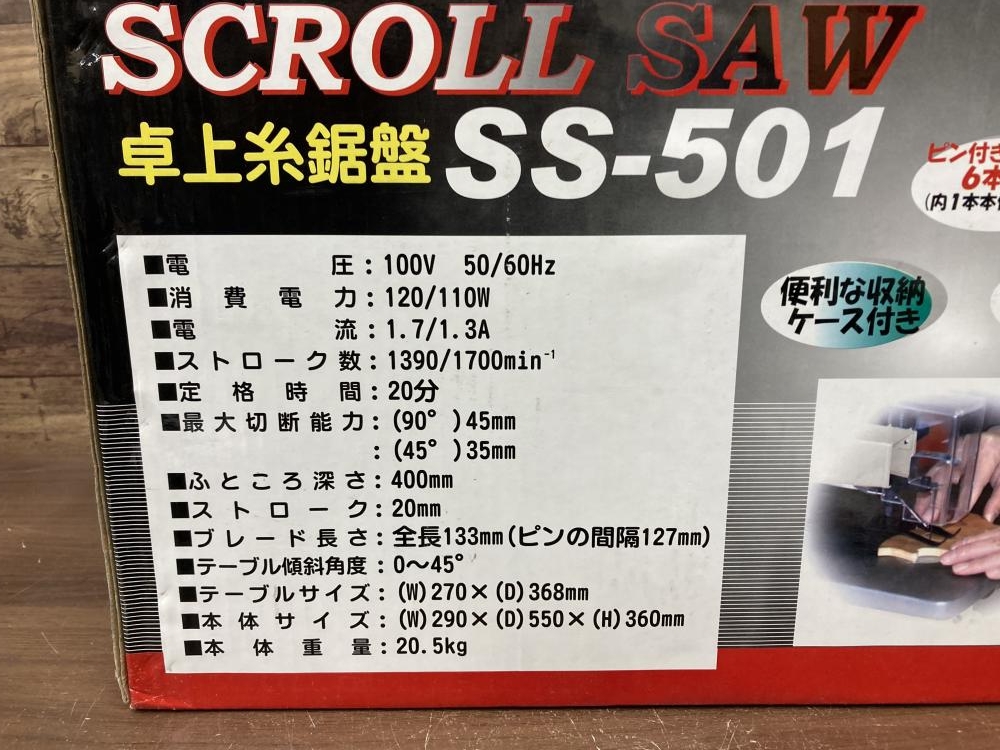 SCROLL SAW
卓上糸鋸盤 SS-501
ピン付き
6本
(内1本本
便利な収納
ケース付き
■電圧:100V 50/60Hz
■消費電力:120/110W
■電流:1.7/1.3A
■ストローク数:1390/1700min⁻¹
■定格時間:20分
■最大切断能力:(90°)45mm
:(45°)35mm
■ふところ深さ:400mm
■ストローク:20mm
■ブレード長さ:全長133mm(ピンの間隔127mm)
■テーブル傾斜角度:0〜45°
■テーブルサイズ:(W)270×(D)368mm
■本体サイズ:(W)290×(D)550×(H)360mm
■本体重量:20.5kg